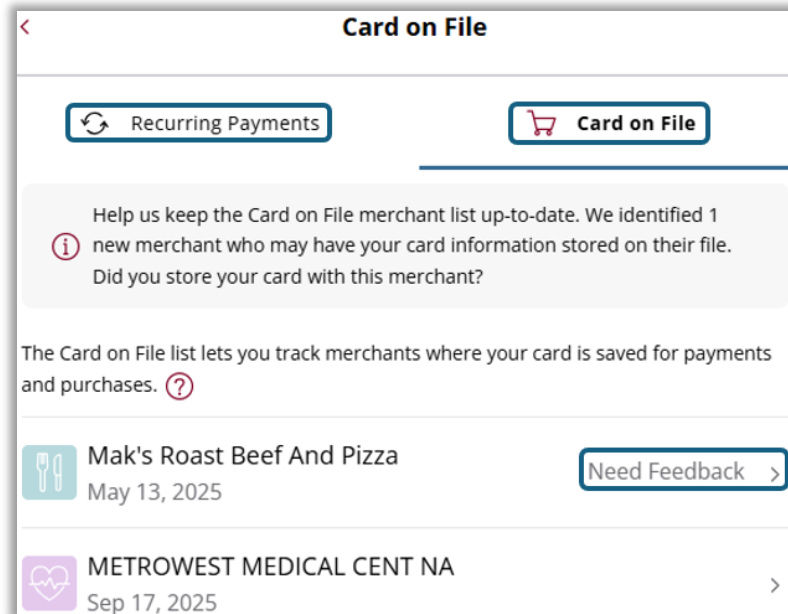 Card on File
Recurring Payments
Card on File
Help us keep the Card on File merchant list up-to-date. We identified 1
new merchant who may have your card information stored on their file.
Did you store your card with this merchant?
The Card on File list lets you track merchants where your card is saved for payments
and purchases.
Mak's Roast Beef And Pizza
Need Feedback
May 13, 2025
METROWEST MEDICAL CENT NA
Sep 17, 2025